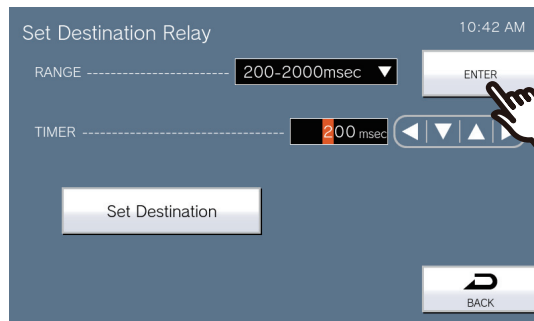 Set Destination Relay
10:42 AM
RANGE ------------------------ 200-2000msec ▼
ENTER
TIMER ---------------------------------- 200 msec
Set Destination
BACK